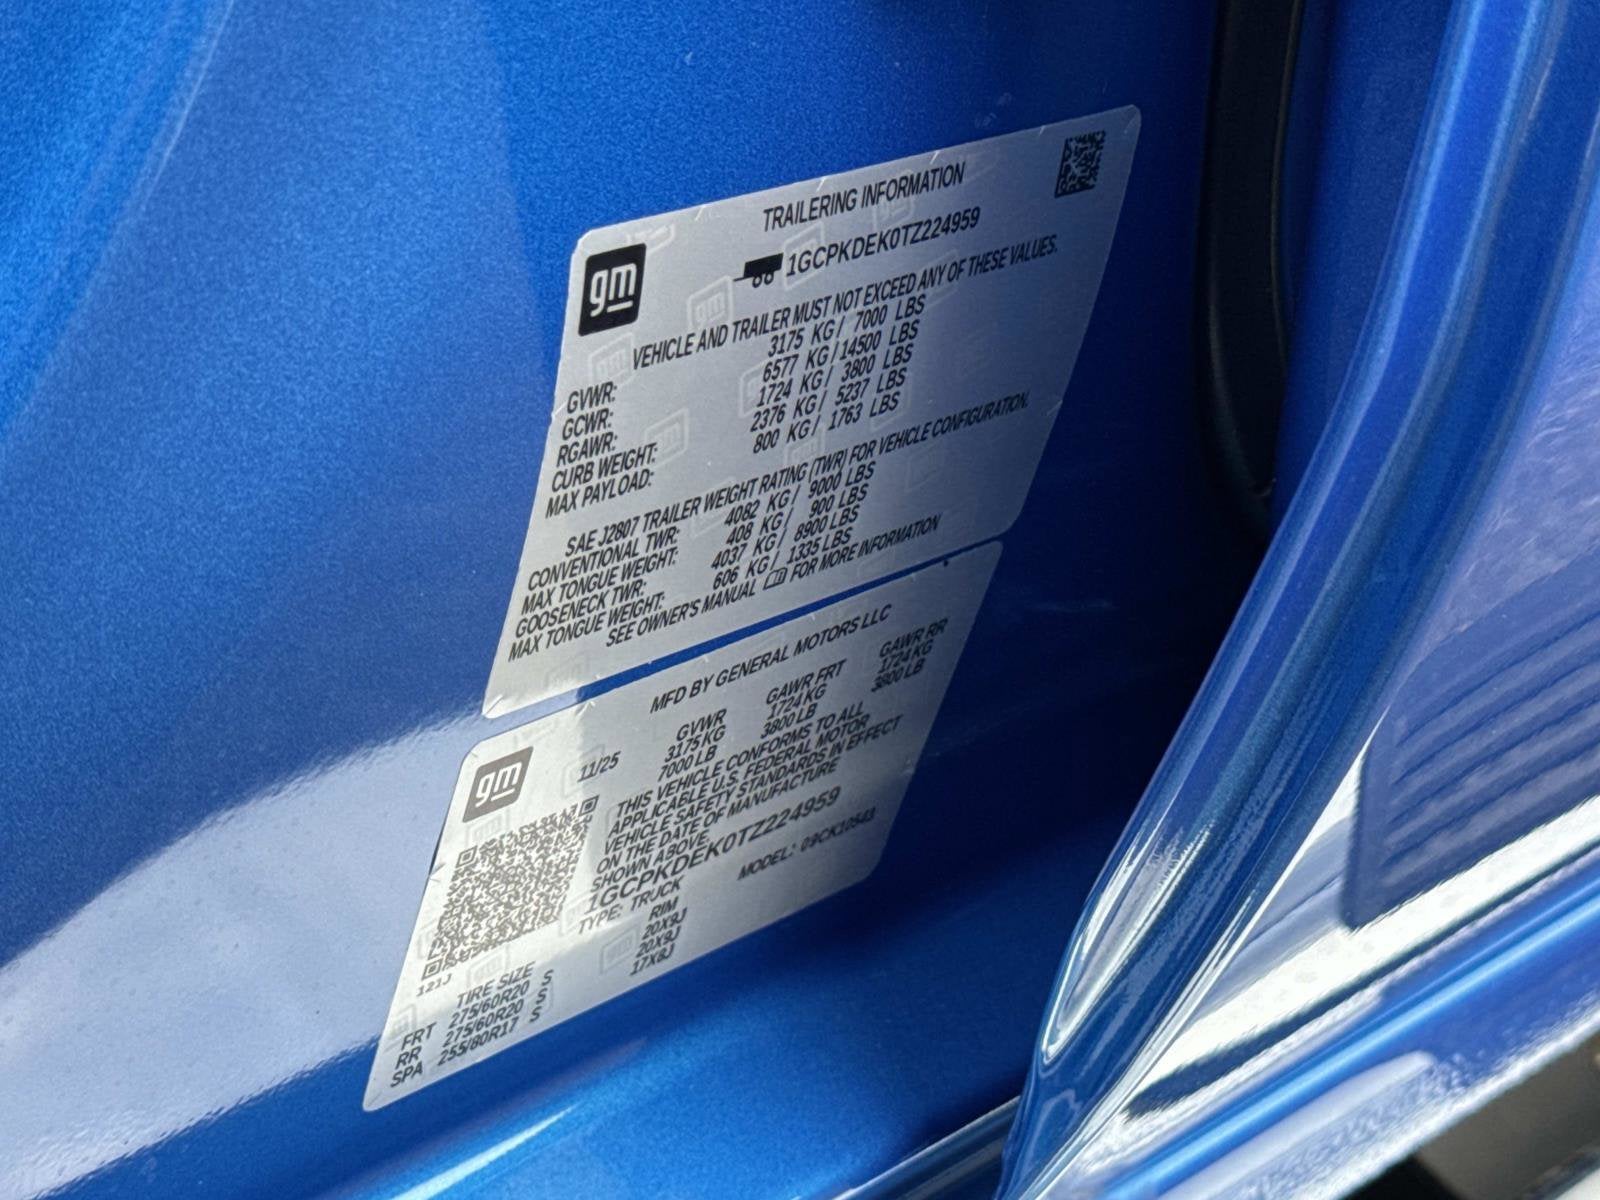 TRAILERING INFORMATION
gm
1GCPKDEK0TZ224959
VEHICLE AND TRAILER MUST NOT EXCEED ANY OF THESE VALUES.
GVWR: 3175 KG / 7000 LBS
GCWR: 6577 KG / 14500 LBS
RGAWR: 1724 KG / 3800 LBS
CURB WEIGHT: 2376 KG / 5237 LBS
MAX PAYLOAD: 800 KG / 1763 LBS
SAE J2807 TRAILER WEIGHT RATING (TWR) FOR VEHICLE CONFIGURATION.
CONVENTIONAL TWR: 4082 KG / 9000 LBS
MAX TONGUE WEIGHT: 408 KG / 900 LBS
GOOSENECK TWR: 4037 KG / 8900 LBS
MAX TONGUE WEIGHT: 606 KG / 1335 LBS
SEE OWNER'S MANUAL FOR MORE INFORMATION
MFD BY GENERAL MOTORS LLC
gm
11/25 GVWR GAWR FRT GAWR RR
3175 KG 1724 KG 1724 KG
7000 LB 3800 LB 3800 LB
THIS VEHICLE CONFORMS TO ALL
APPLICABLE U.S. FEDERAL MOTOR
VEHICLE SAFETY STANDARDS IN EFFECT
ON THE DATE OF MANUFACTURE
SHOWN ABOVE.
1GCPKDEK0TZ224959
TYPE: TRUCK MODEL: 09CK10543
121J
TIRE SIZE RIM
FRT 275/60R20 S 20X9J
RR 275/60R20 S 20X9J
SPA 255/80R17 S 17X8J